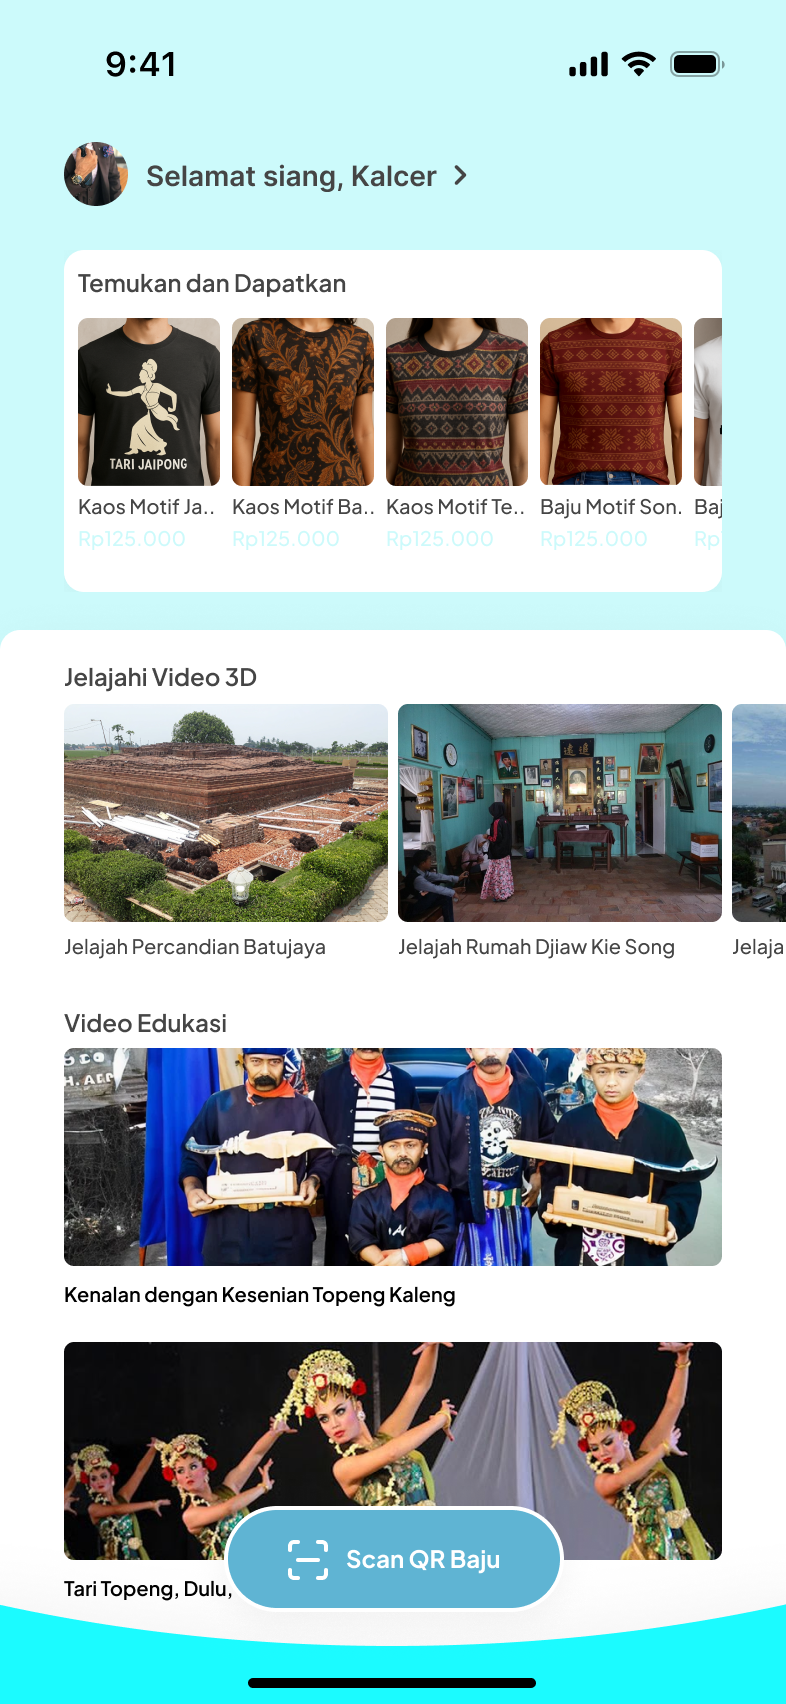 9:41
Selamat siang, Kalcer
Temukan dan Dapatkan
TARI JAIPONG
Kaos Motif Ja..
Kaos Motif Ba..
Kaos Motif Te..
Baju Motif Son.
Baj
Rp125.000
Rp125.000
Rp125.000
Rp125.000
Rp
Jelajahi Video 3D
Jelajah Percandian Batujaya
Jelajah Rumah Djiaw Kie Song
Jelaja
Video Edukasi
Kenalan dengan Kesenian Topeng Kaleng
Scan QR Baju
Tari Topeng, Dulu,